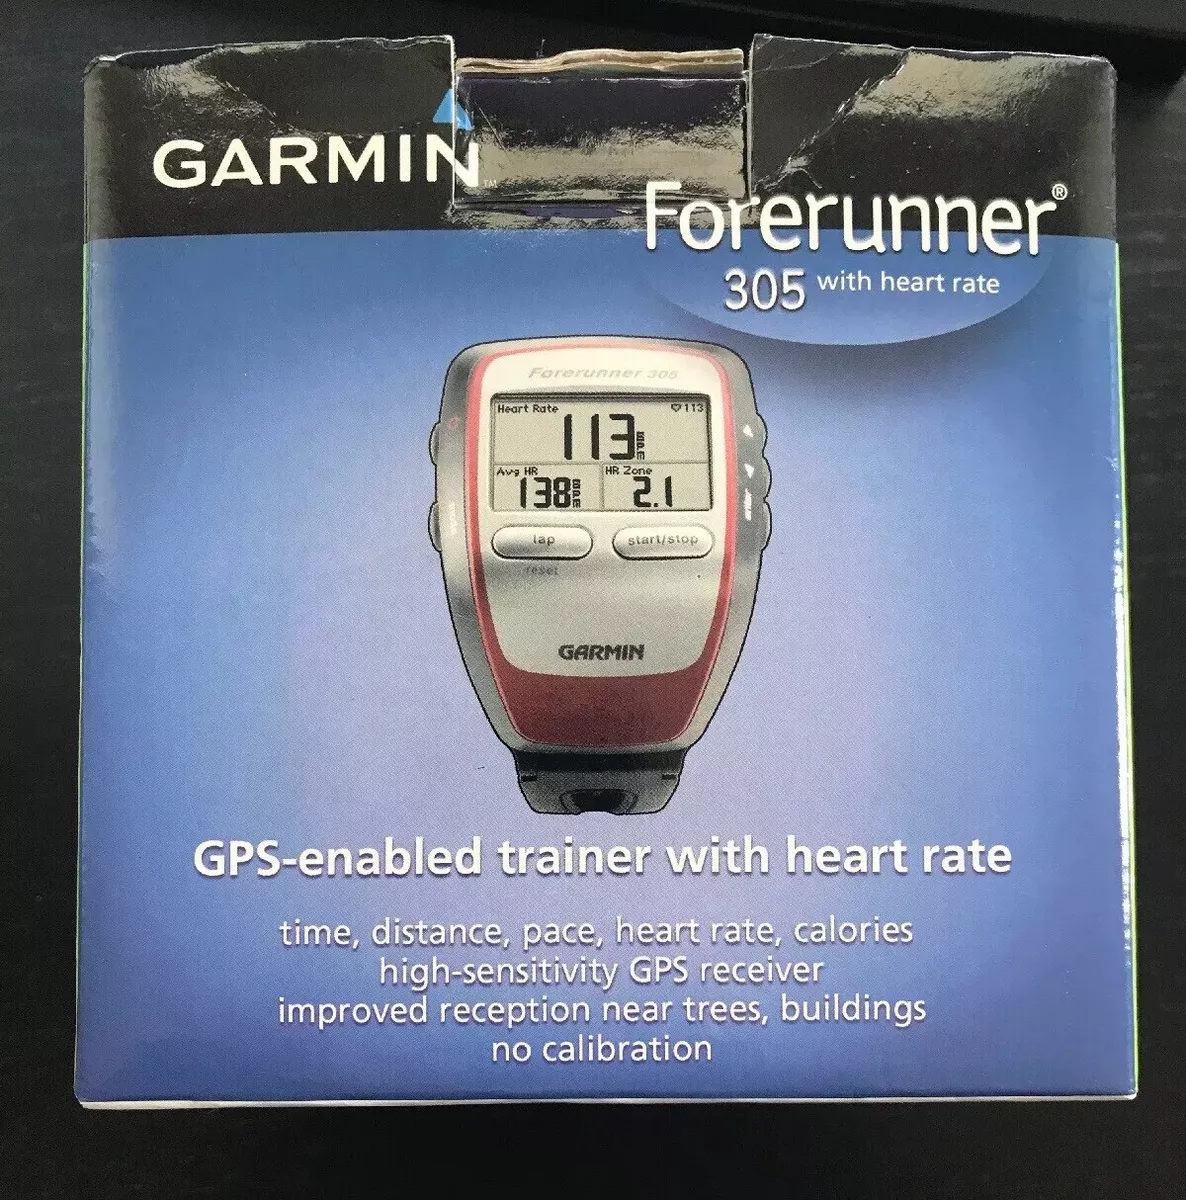 GARMIN™
Forerunner®
305 with heart rate
Forerunner 305
Heart Rate
♡113
113
Avg HR
HR Zone
138
2.1
lap
start/stop
reset
GARMIN
GPS-enabled trainer with heart rate
time, distance, pace, heart rate, calories
high-sensitivity GPS receiver
improved reception near trees, buildings
no calibration